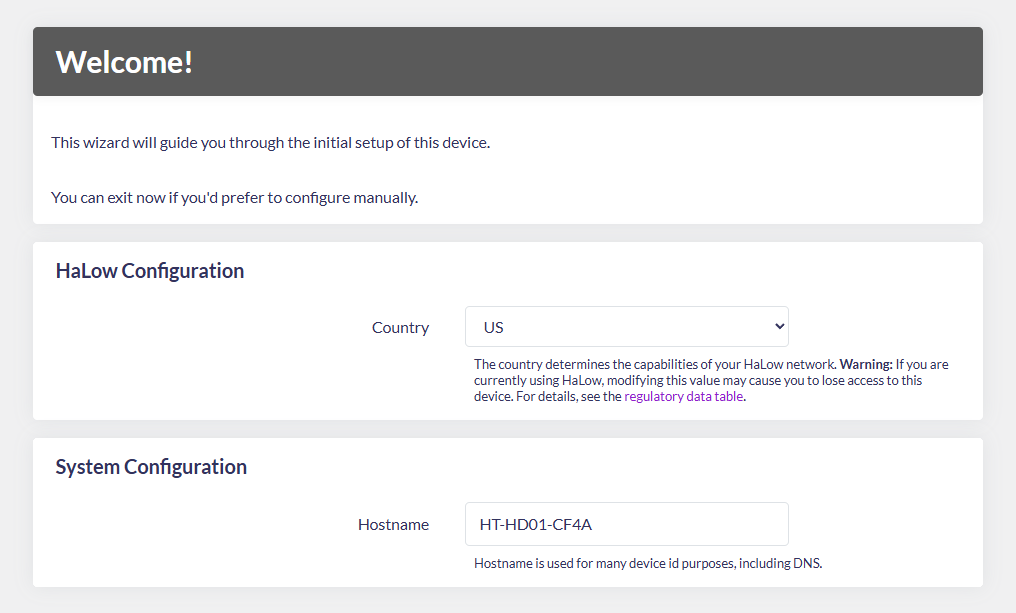 Welcome!
This wizard will guide you through the initial setup of this device.
You can exit now if you'd prefer to configure manually.
HaLow Configuration
Country
US
The country determines the capabilities of your HaLow network. Warning: If you are
currently using HaLow, modifying this value may cause you to lose access to this
device. For details, see the regulatory data table.
System Configuration
Hostname
HT-HD01-CF4A
Hostname is used for many device id purposes, including DNS.